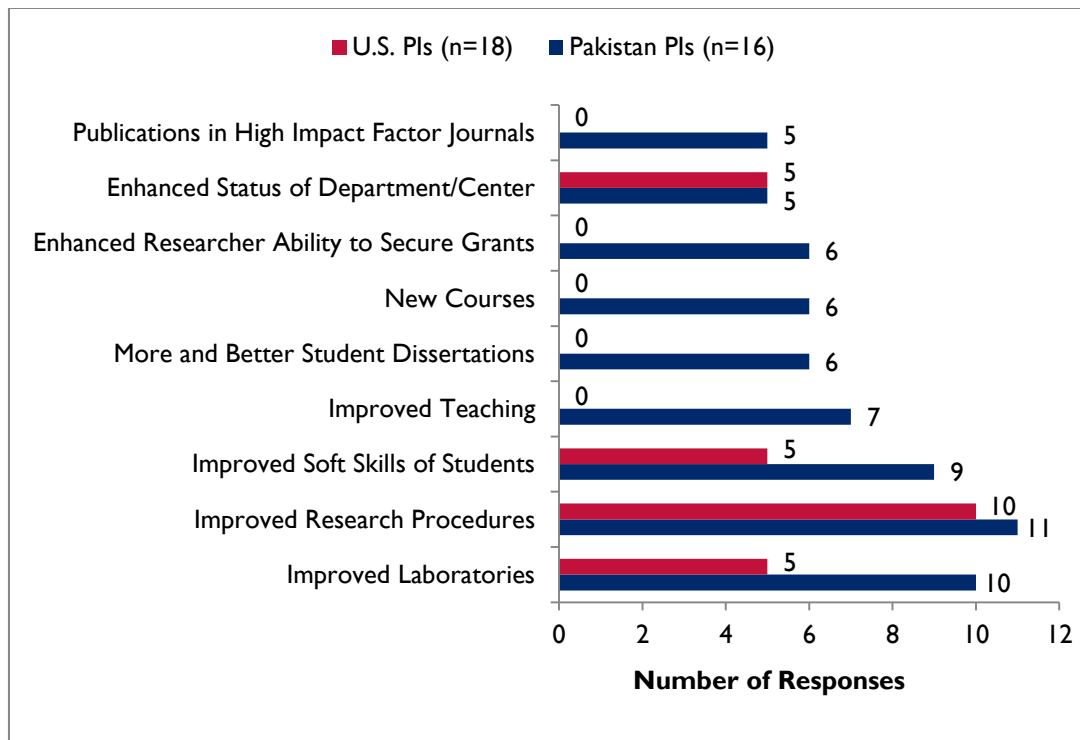 U.S. PIs (n=18) Pakistan PIs (n=16)
Publications in High Impact Factor Journals 0 5
Enhanced Status of Department/Center 5 5
Enhanced Researcher Ability to Secure Grants 0 6
New Courses 0 6
More and Better Student Dissertations 0 6
Improved Teaching 0 7
Improved Soft Skills of Students 5 9
Improved Research Procedures 10 11
Improved Laboratories 5 10
0 2 4 6 8 10 12
Number of Responses